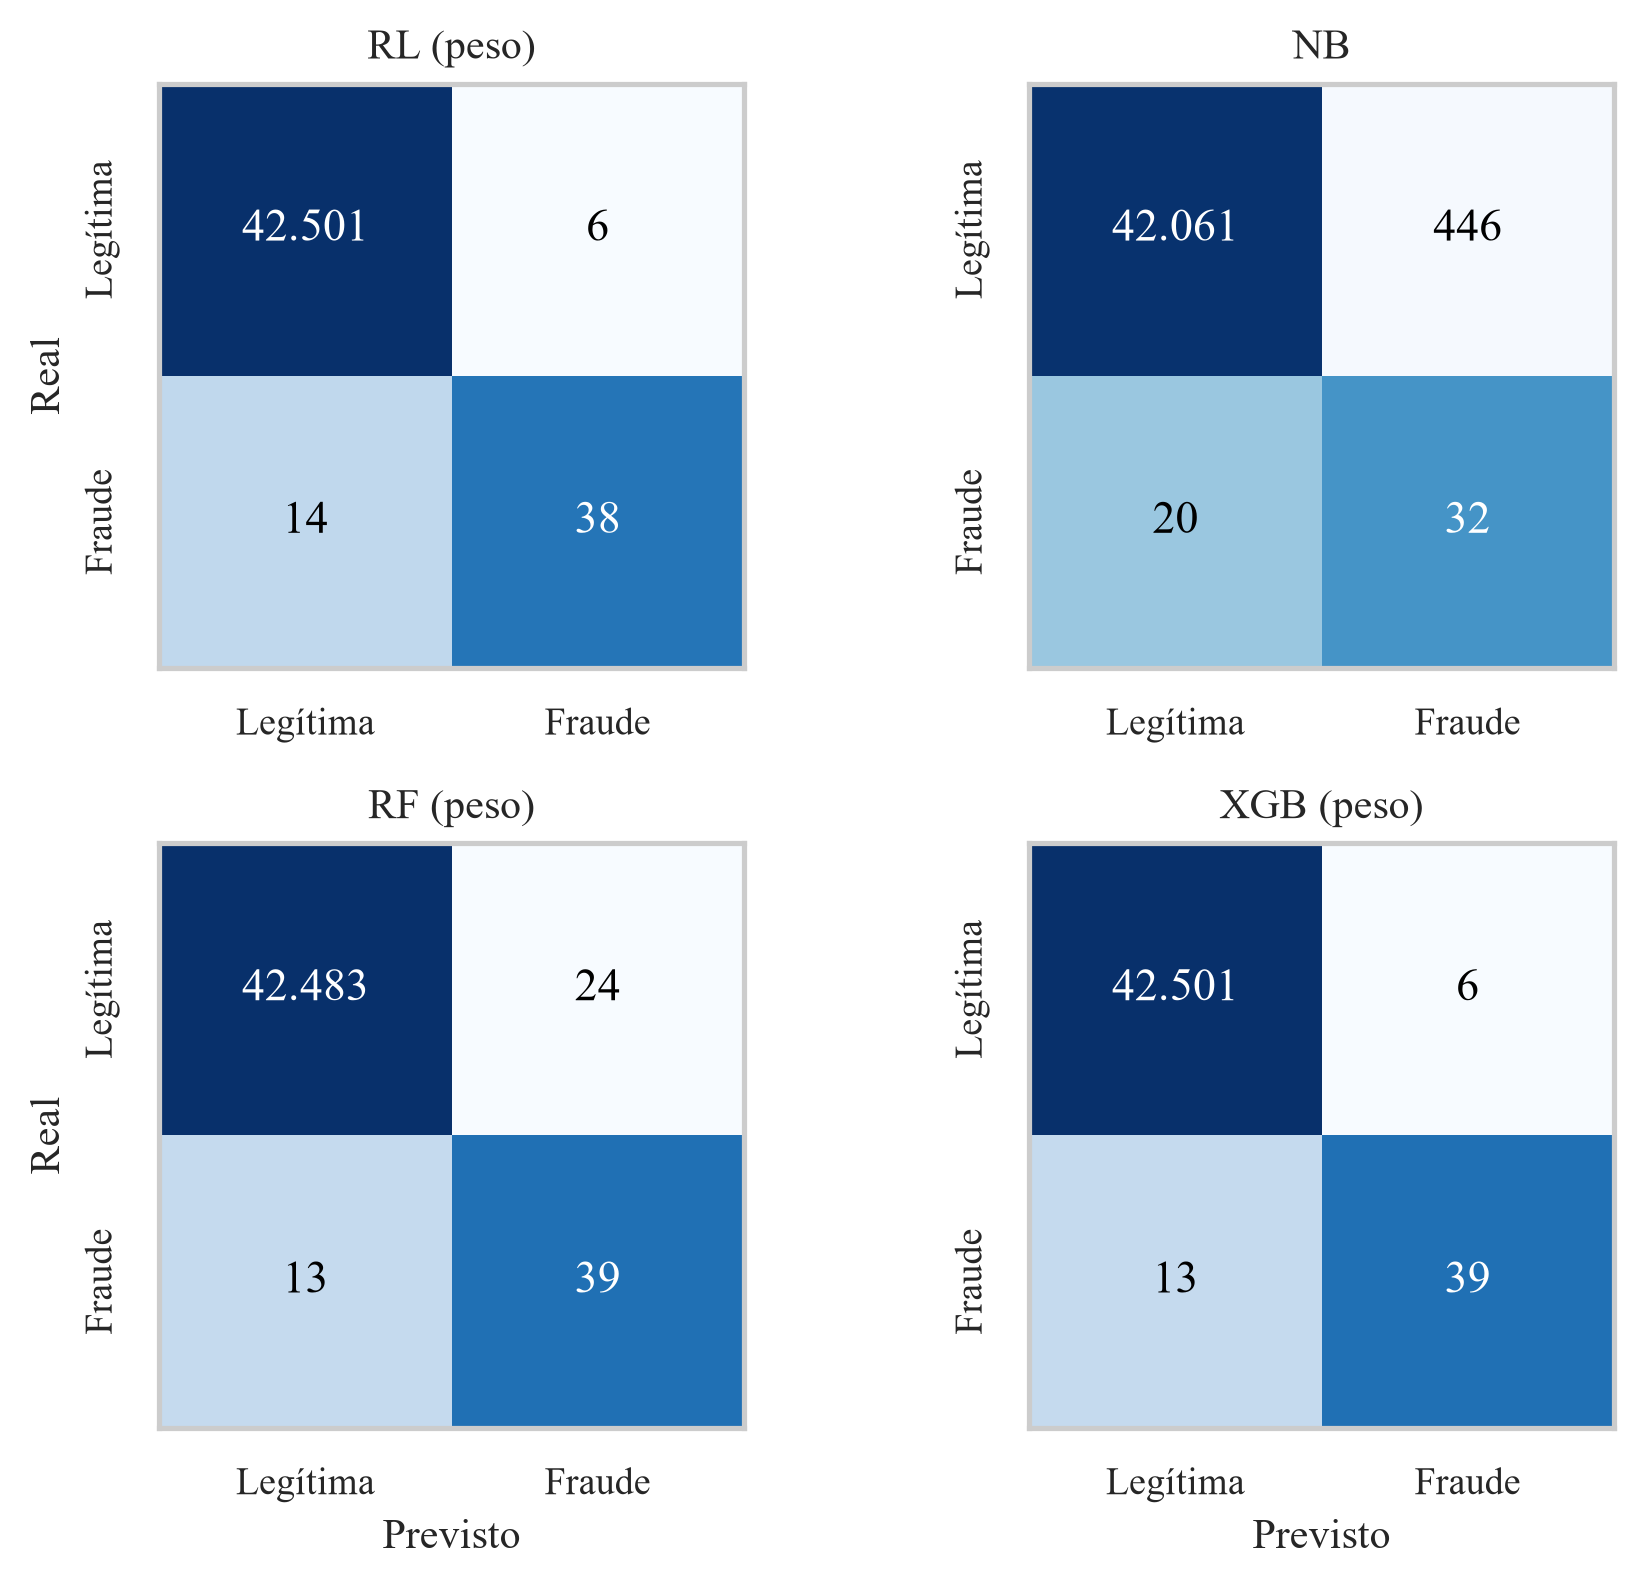 RL (peso)
NB
Legítima
42.501
6
Legítima
42.061
446
Real
Fraude
14
38
Fraude
20
32
Legítima
Fraude
Legítima
Fraude
RF (peso)
XGB (peso)
Legítima
42.483
24
Legítima
42.501
6
Real
Fraude
13
39
Fraude
13
39
Legítima
Fraude
Legítima
Fraude
Previsto
Previsto